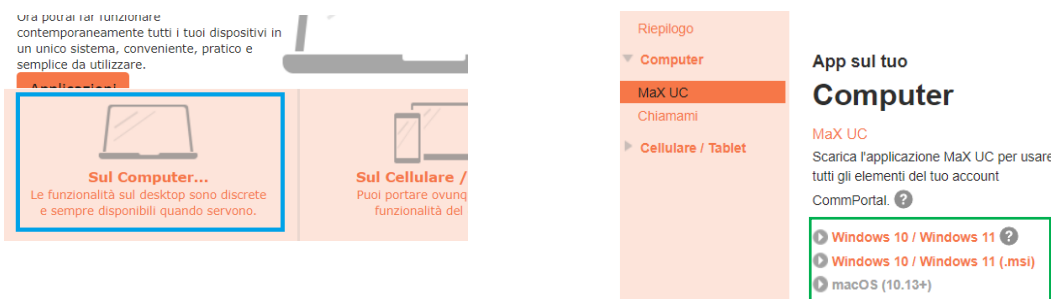 Ora potrai far funzionare
contemporaneamente tutti i tuoi dispositivi in
un unico sistema, conveniente, pratico e
semplice da utilizzare.
Applicazioni
Sul Computer...
Le funzionalità sul desktop sono discrete
e sempre disponibili quando servono.
Sul Cellulare /
Puoi portare ovunq
funzionalità del
Riepilogo
Computer
MaX UC
Chiamami
Cellulare / Tablet
App sul tuo
Computer
MaX UC
Scarica l'applicazione MaX UC per usare
tutti gli elementi del tuo account
CommPortal. ?
Windows 10 / Windows 11 ?
Windows 10 / Windows 11 (.msi)
macOS (10.13+)